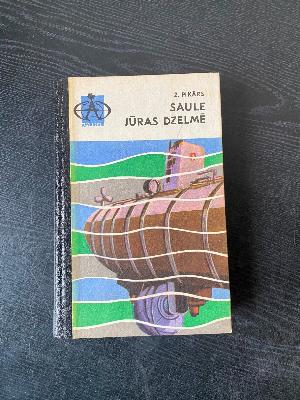 Ž. PIKĀRS
SAULE
JŪRAS DZELMĒ